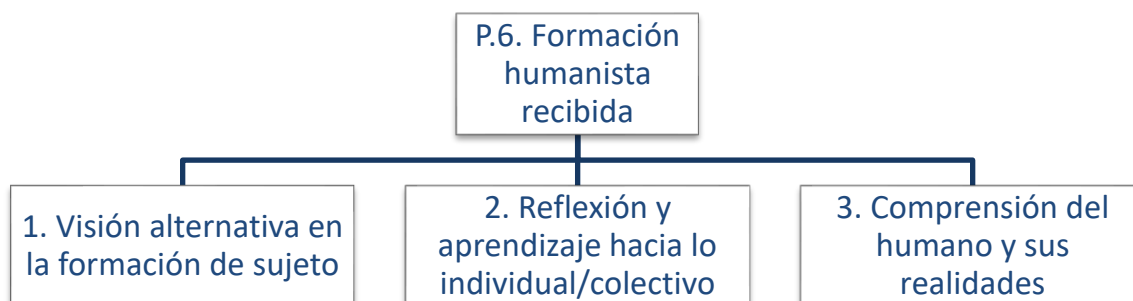 P.6. Formación
humanista
recibida
1. Visión alternativa en
la formación de sujeto
2. Reflexión y
aprendizaje hacia lo
individual/colectivo
3. Comprensión del
humano y sus
realidades